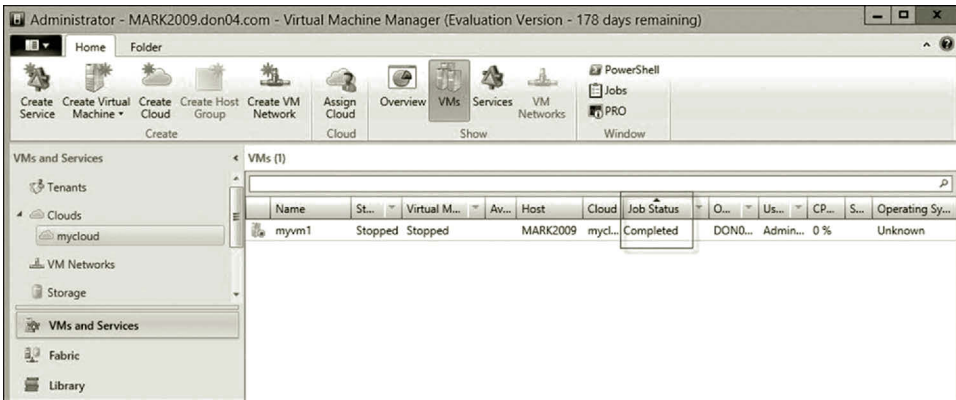 Administrator - MARK2009.don04.com - Virtual Machine Manager (Evaluation Version - 178 days remaining)
Home Folder
Create Service
Create Virtual Machine
Create Cloud
Create Host Group
Create VM Network
Assign Cloud
Overview
VMs
Services
VM Networks
PowerShell
Jobs
PRO
Create Cloud Show Window
VMs and Services
VMs (1)
Tenants
Clouds
mycloud
VM Networks
Storage
VMs and Services
Fabric
Library
Name St... Virtual M... Av... Host Cloud Job Status O... Us... CP... S... Operating Sy...
myvm1 Stopped Stopped MARK2009 mycl... Completed DON0... Admin... 0 % Unknown